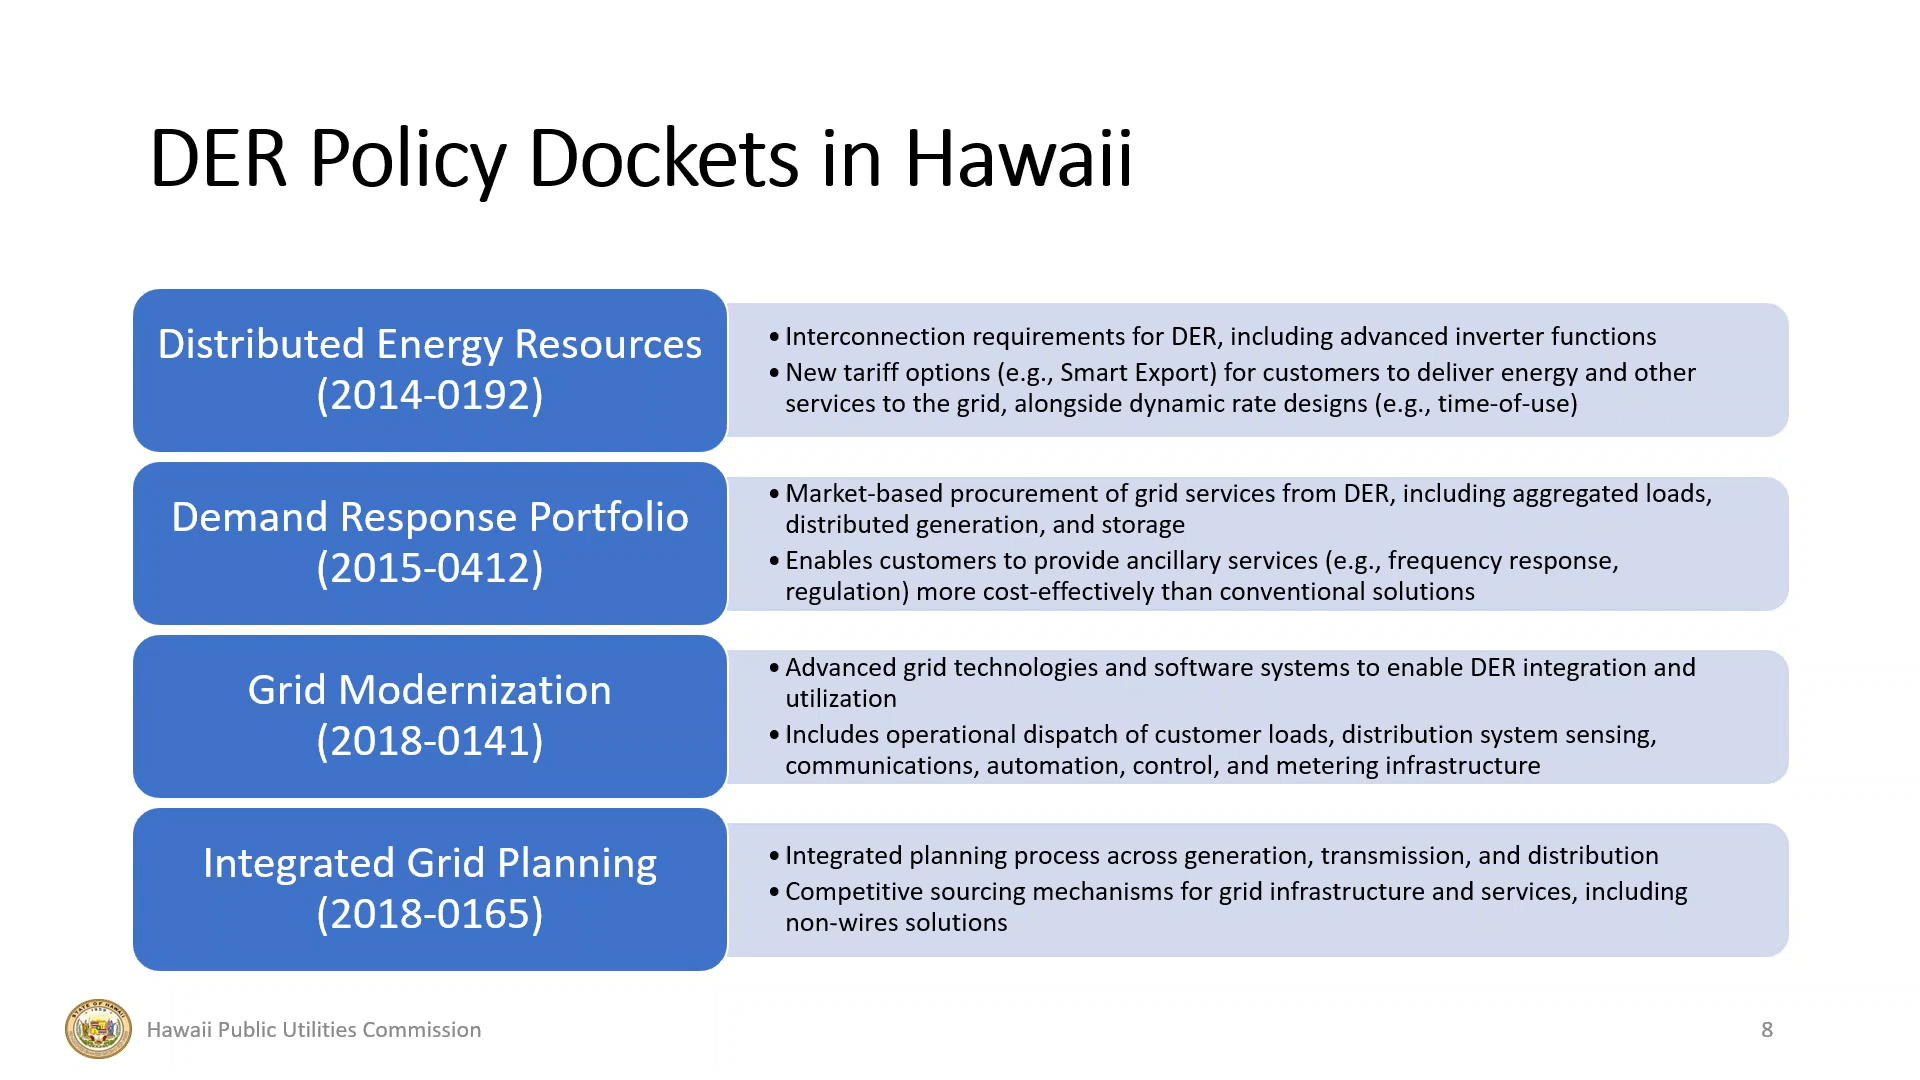 DER Policy Dockets in Hawaii
Distributed Energy Resources
(2014-0192)
• Interconnection requirements for DER, including advanced inverter functions
• New tariff options (e.g., Smart Export) for customers to deliver energy and other
services to the grid, alongside dynamic rate designs (e.g., time-of-use)
Demand Response Portfolio
(2015-0412)
• Market-based procurement of grid services from DER, including aggregated loads,
distributed generation, and storage
• Enables customers to provide ancillary services (e.g., frequency response,
regulation) more cost-effectively than conventional solutions
Grid Modernization
(2018-0141)
• Advanced grid technologies and software systems to enable DER integration and
utilization
• Includes operational dispatch of customer loads, distribution system sensing,
communications, automation, control, and metering infrastructure
Integrated Grid Planning
(2018-0165)
• Integrated planning process across generation, transmission, and distribution
• Competitive sourcing mechanisms for grid infrastructure and services, including
non-wires solutions
STATE OF HAWAII
Hawaii Public Utilities Commission
8